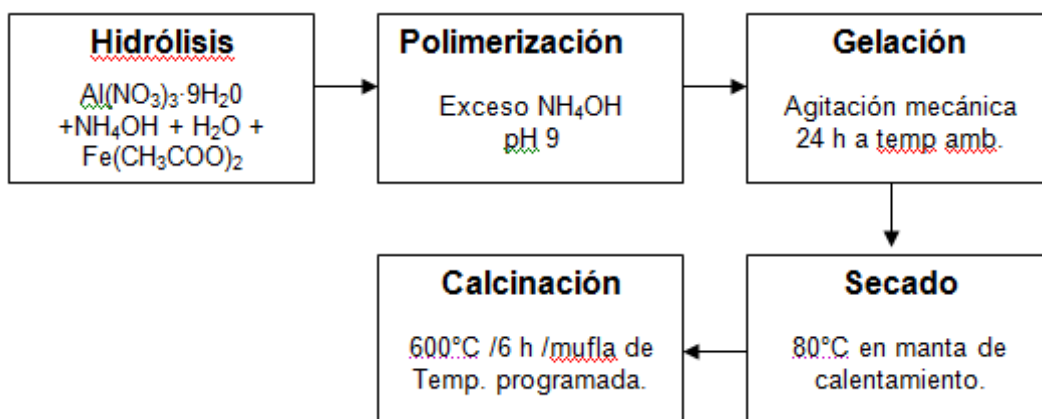 Hidrólisis
Al(NO₃)₃·9H₂0
+NH₄OH + H₂O +
Fe(CH₃COO)₂
Polimerización
Exceso NH₄OH
pH 9
Gelación
Agitación mecánica
24 h a temp amb.
Secado
80°C en manta de
calentamiento.
Calcinación
600°C /6 h /mufla de
Temp. programada.